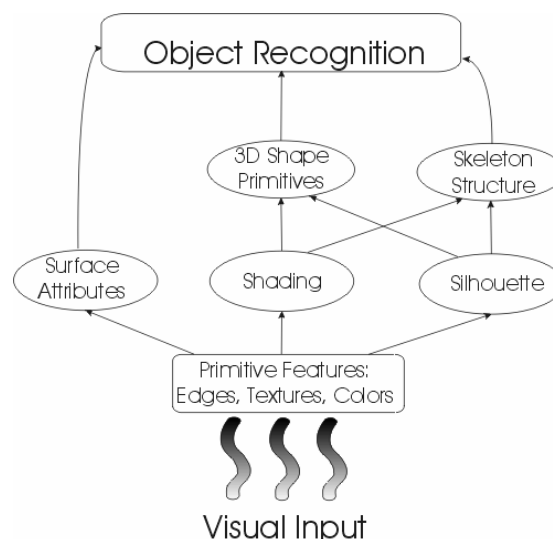 Object Recognition
3D Shape
Primitives
Skeleton
Structure
Surface
Attributes
Shading
Silhouette
Primitive Features:
Edges, Textures, Colors
Visual Input